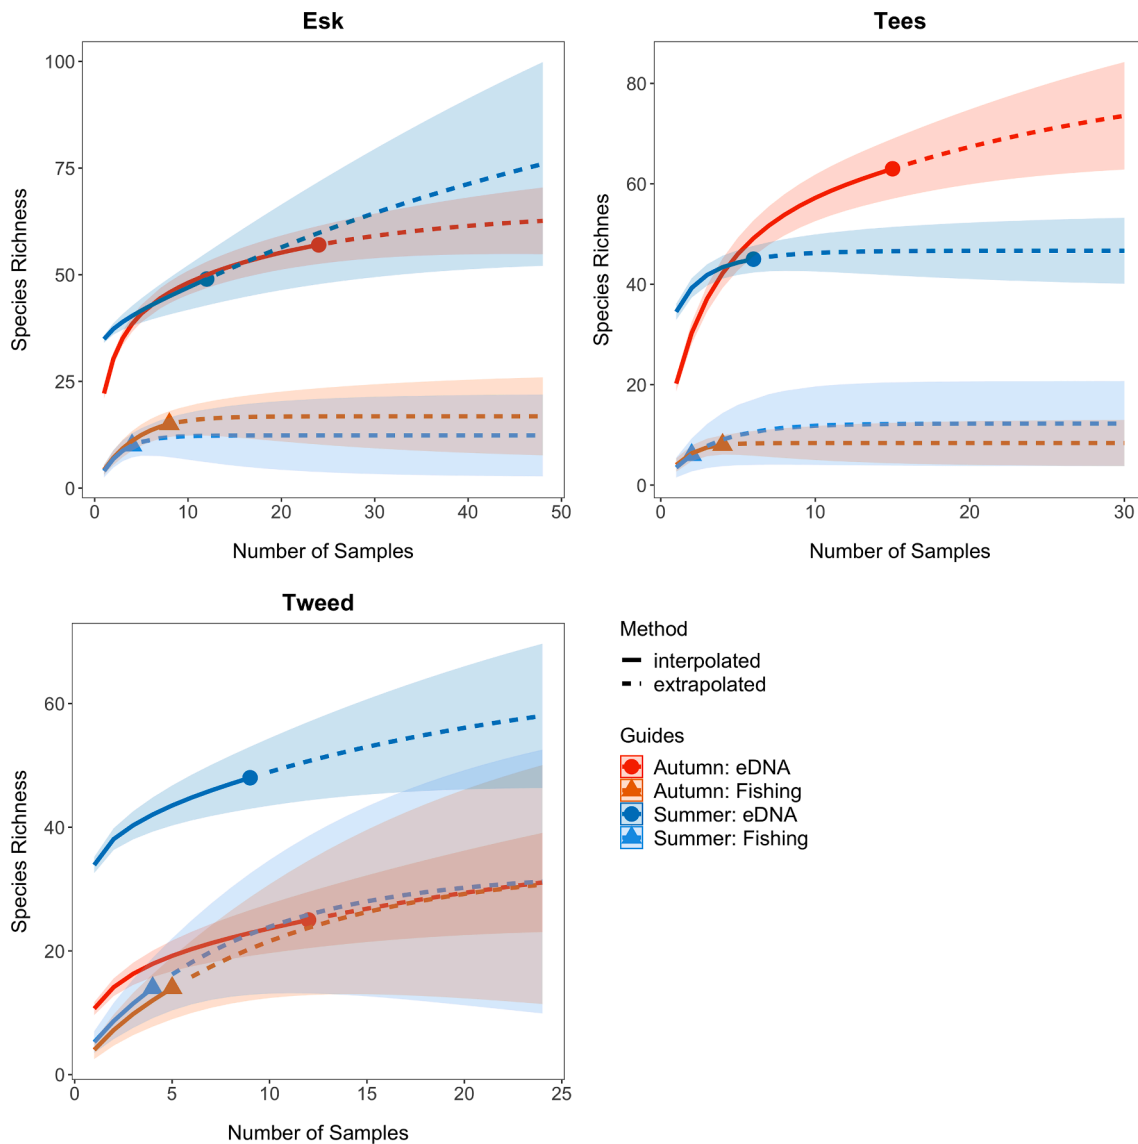 Esk
Species Richness
100
75
50
25
0
0 10 20 30 40 50
Number of Samples
Tees
Species Richnes
80
60
40
20
0
0 10 20 30
Number of Samples
Tweed
Species Richness
60
40
20
0
0 5 10 15 20 25
Number of Samples
Method
interpolated
extrapolated
Guides
Autumn: eDNA
Autumn: Fishing
Summer: eDNA
Summer: Fishing